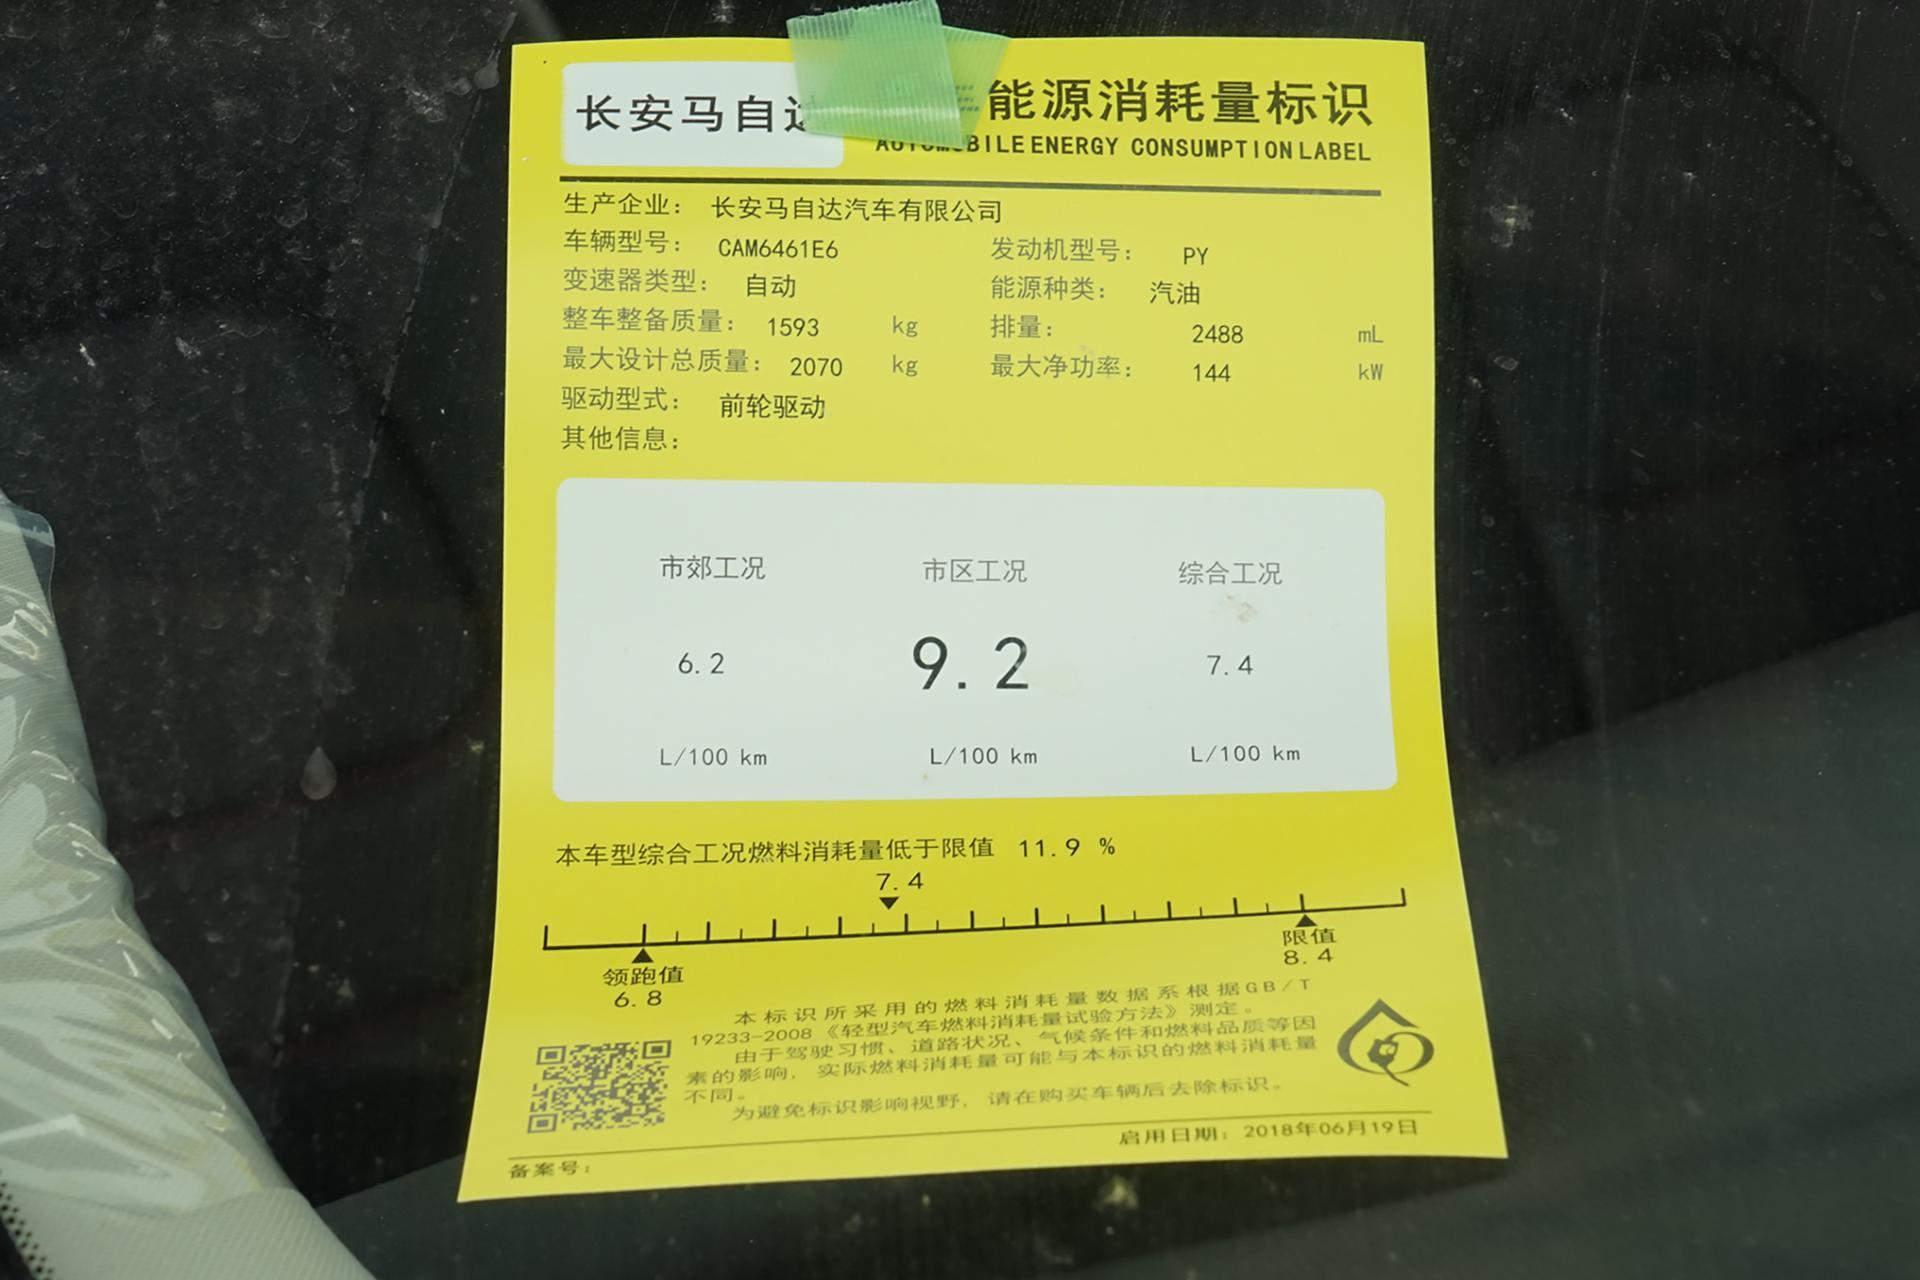 长安马自达 能源消耗量标识
AUTOMOBILE ENERGY CONSUMPTION LABEL
生产企业： 长安马自达汽车有限公司
车辆型号： CAM6461E6 发动机型号： PY
变速器类型： 自动 能源种类： 汽油
整车整备质量： 1593 kg 排量： 2488 mL
最大设计总质量： 2070 kg 最大净功率： 144 kW
驱动型式： 前轮驱动
其他信息：
市郊工况 市区工况 综合工况
6.2 9.2 7.4
L/100 km L/100 km L/100 km
本车型综合工况燃料消耗量低于限值 11.9 %
7.4
领跑值 限值
6.8 8.4
本标识所采用的燃料消耗量数据系根据GB/T
19233-2008《轻型汽车燃料消耗量试验方法》测定。
由于驾驶习惯、道路状况、气候条件和燃料品质等因
素的影响，实际燃料消耗量可能与本标识的燃料消耗量
不同。
为避免标识影响视野，请在购买车辆后去除标识。
启用日期： 2018年06月19日
备案号：